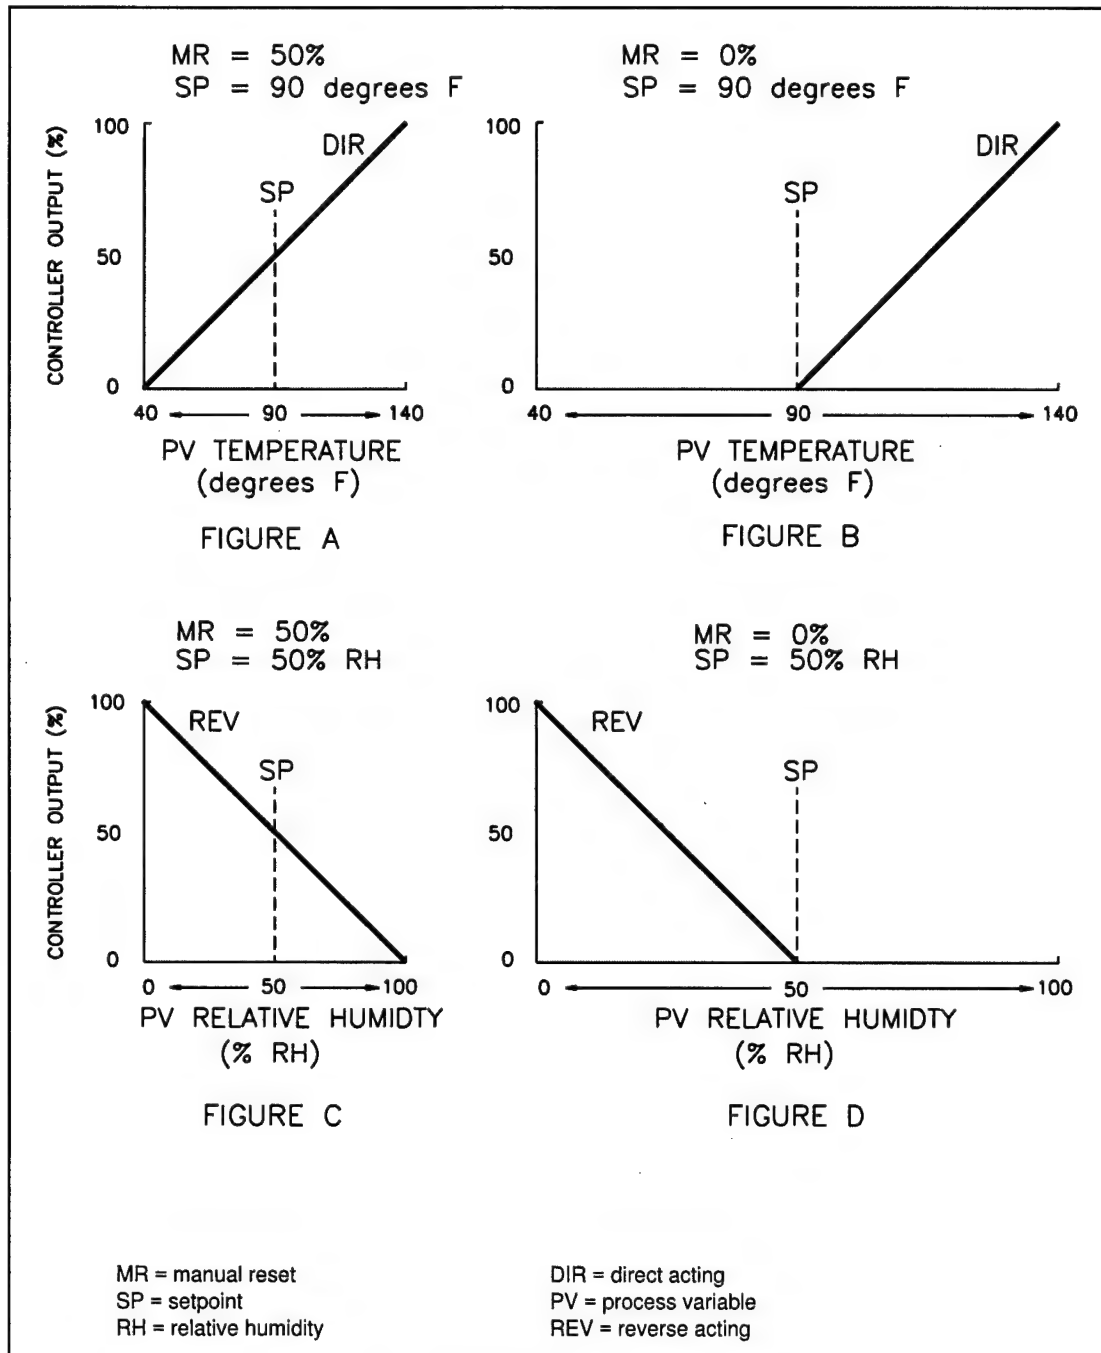 MR = 50%
SP = 90 degrees F
CONTROLLER OUTPUT (%)
100
50
0
DIR
SP
40 90 140
PV TEMPERATURE
(degrees F)
FIGURE A
MR = 0%
SP = 90 degrees F
100
50
0
DIR
SP
40 90 140
PV TEMPERATURE
(degrees F)
FIGURE B
MR = 50%
SP = 50% RH
CONTROLLER OUTPUT (%)
100
50
0
REV
SP
0 50 100
PV RELATIVE HUMIDTY
(% RH)
FIGURE C
MR = 0%
SP = 50% RH
100
50
0
REV
SP
0 50 100
PV RELATIVE HUMIDTY
(% RH)
FIGURE D
MR = manual reset
SP = setpoint
RH = relative humidity
DIR = direct acting
PV = process variable
REV = reverse acting